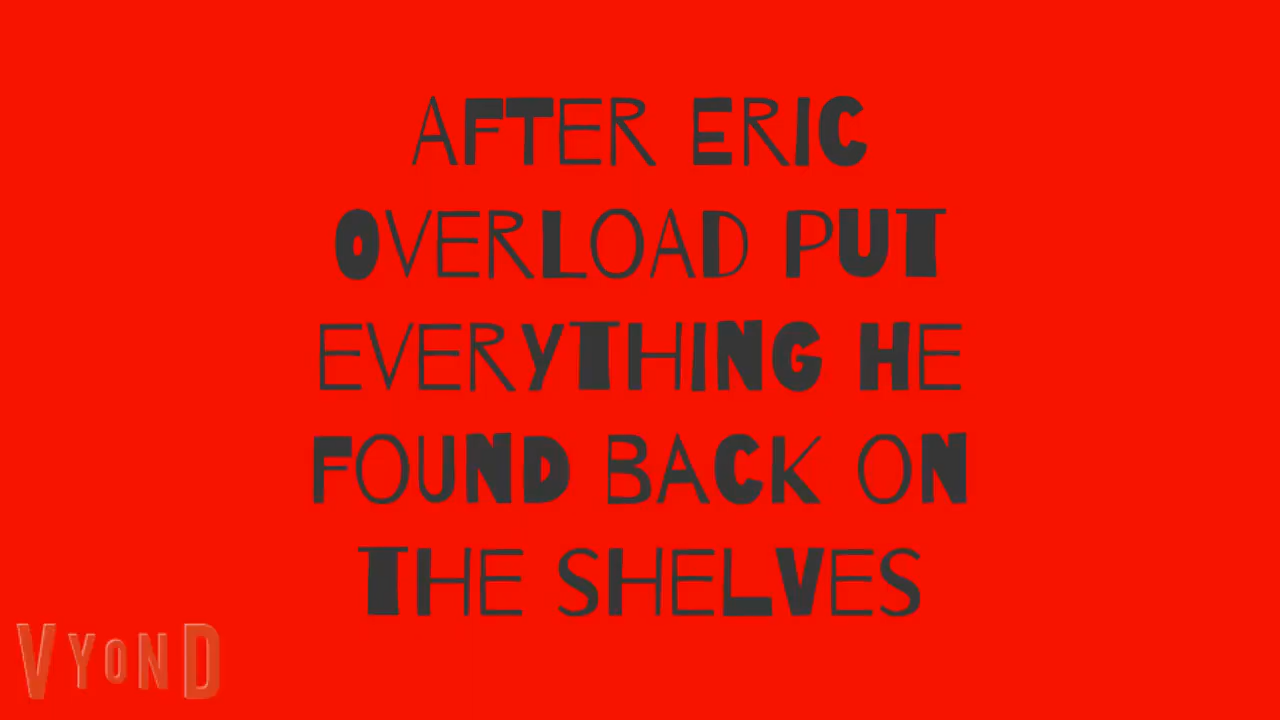 AFTER ERIC
OVERLOAD PUT
EVERYTHING HE
FOUND BACK ON
THE SHELVES
VYOND